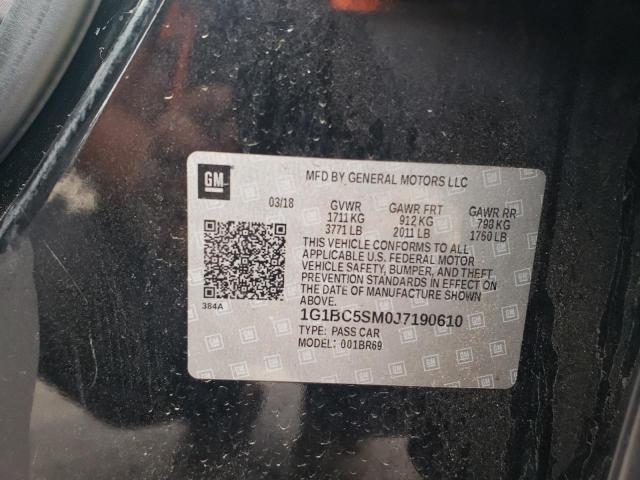 GM
MFD BY GENERAL MOTORS LLC
03/18 GVWR GAWR FRT GAWR RR
1711 KG 912 KG 798 KG
3771 LB 2011 LB 1760 LB
THIS VEHICLE CONFORMS TO ALL
APPLICABLE U.S. FEDERAL MOTOR
VEHICLE SAFETY, BUMPER, AND THEFT
PREVENTION STANDARDS IN EFFECT ON
THE DATE OF MANUFACTURE SHOWN
ABOVE.
384A
1G1BC5SM0J7190610
TYPE: PASS CAR
MODEL: 001BR69